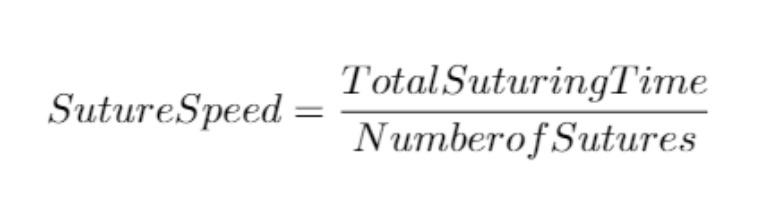 TotalSuturingTime
SutureSpeed =
NumberofSutures